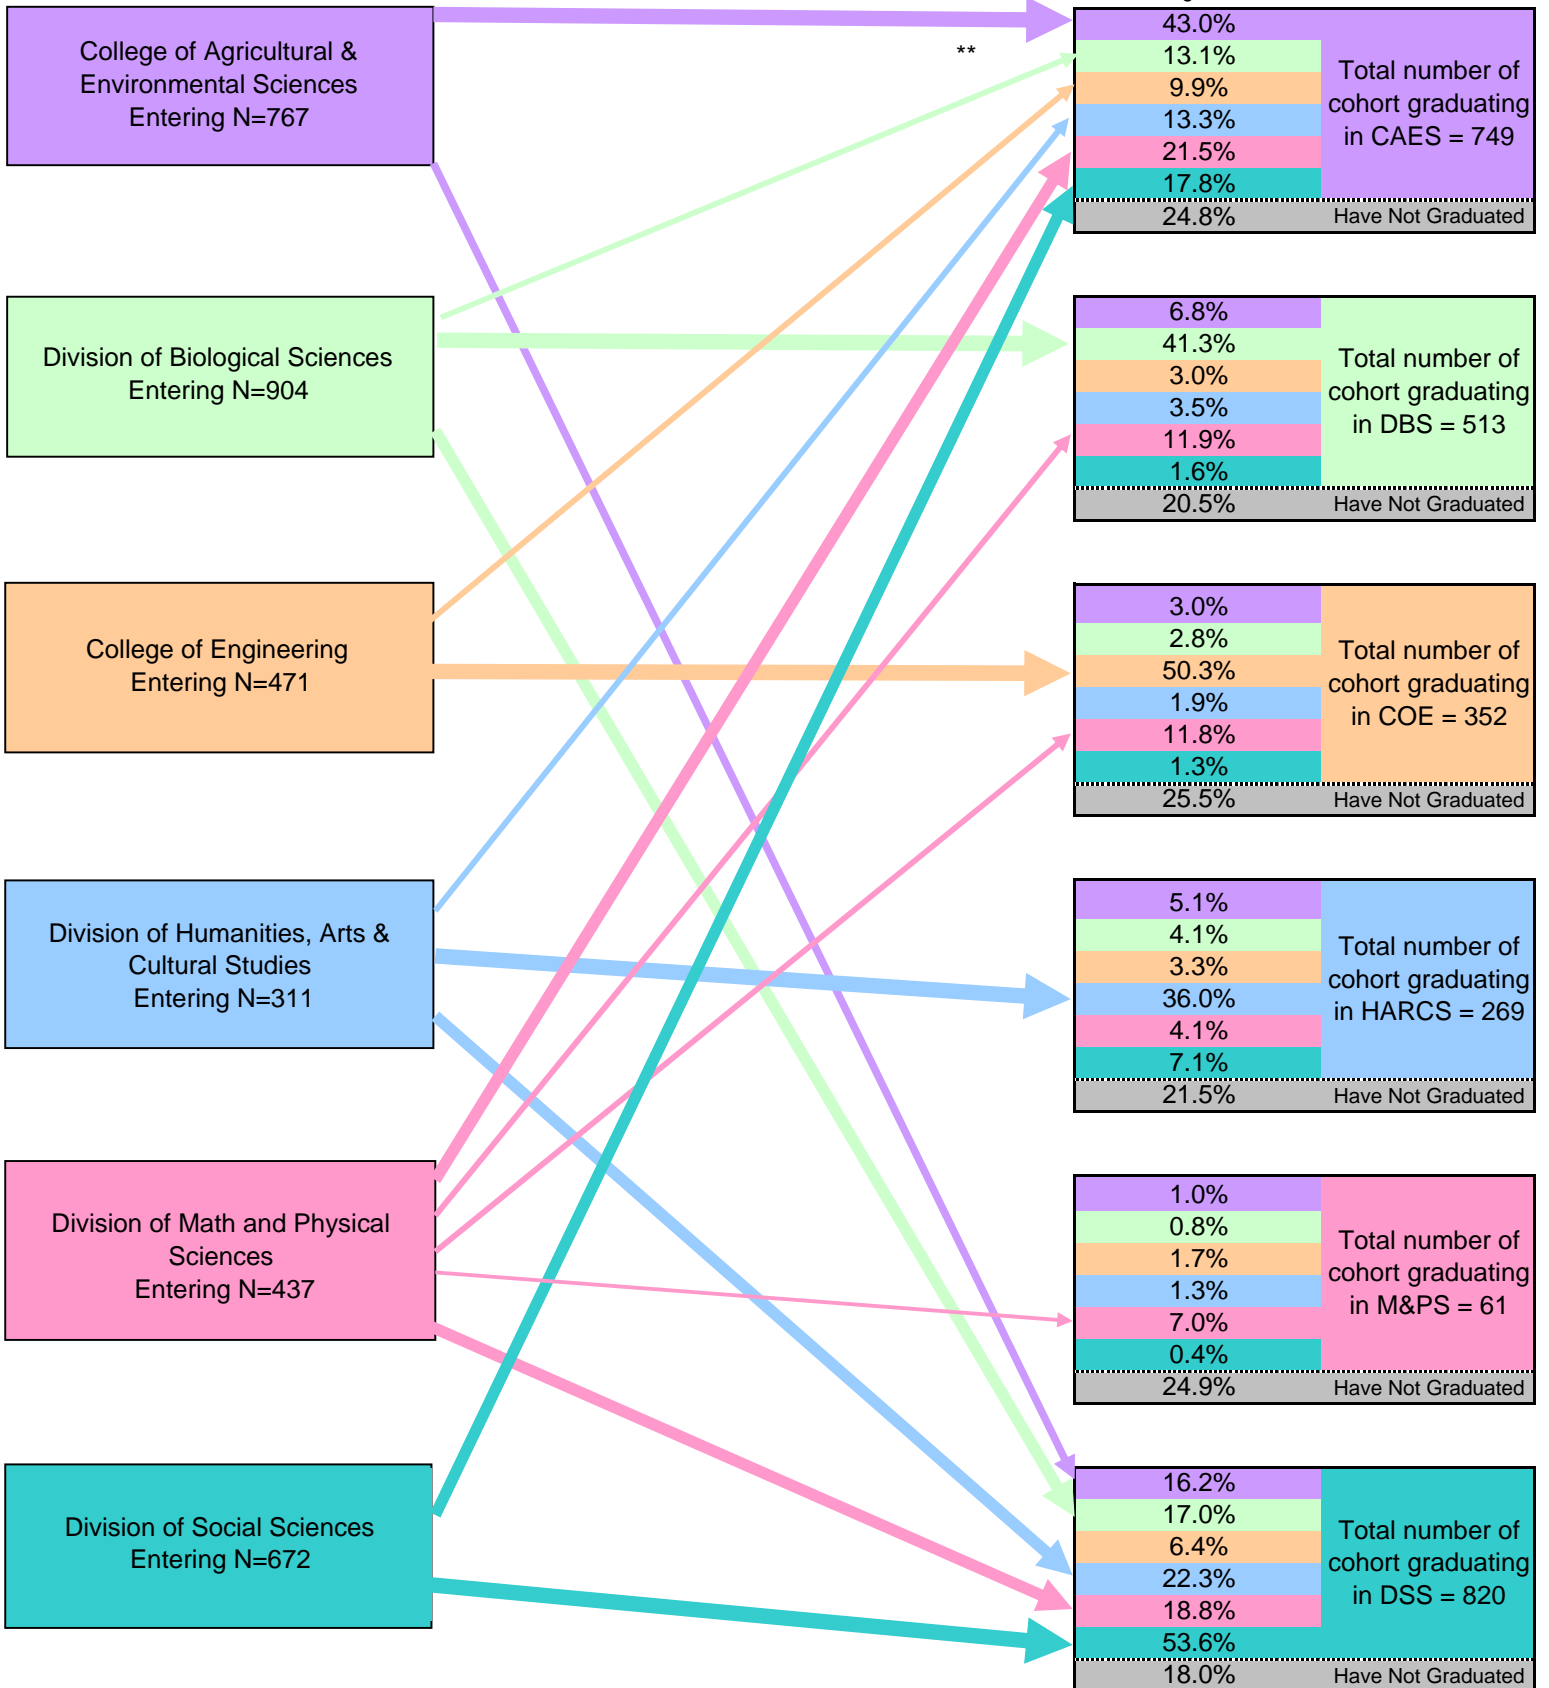 College of Agricultural &
Environmental Sciences
Entering N=767
**
43.0%
13.1%
9.9%
13.3%
21.5%
17.8%
Total number of
cohort graduating
in CAES = 749
24.8% Have Not Graduated
Division of Biological Sciences
Entering N=904
6.8%
41.3%
3.0%
3.5%
11.9%
1.6%
Total number of
cohort graduating
in DBS = 513
20.5% Have Not Graduated
College of Engineering
Entering N=471
3.0%
2.8%
50.3%
1.9%
11.8%
1.3%
Total number of
cohort graduating
in COE = 352
25.5% Have Not Graduated
Division of Humanities, Arts &
Cultural Studies
Entering N=311
5.1%
4.1%
3.3%
36.0%
4.1%
7.1%
Total number of
cohort graduating
in HARCS = 269
21.5% Have Not Graduated
Division of Math and Physical
Sciences
Entering N=437
1.0%
0.8%
1.7%
1.3%
7.0%
0.4%
Total number of
cohort graduating
in M&PS = 61
24.9% Have Not Graduated
Division of Social Sciences
Entering N=672
16.2%
17.0%
6.4%
22.3%
18.8%
53.6%
Total number of
cohort graduating
in DSS = 820
18.0% Have Not Graduated